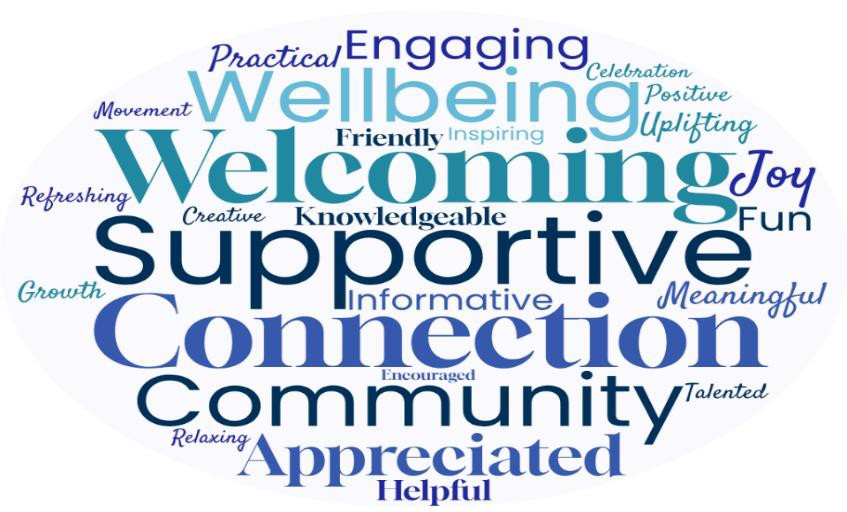 Engaging
Practical
Celebration
Wellbeing
Positive
Movement
Uplifting
Friendly
Inspiring
Welcoming
Joy
Refreshing
Creative
Knowledgeable
Fun
Supportive
Growth
Informative
Meaningful
Connection
Encouraged
Community
Talented
Relaxing
Appreciated
Helpful